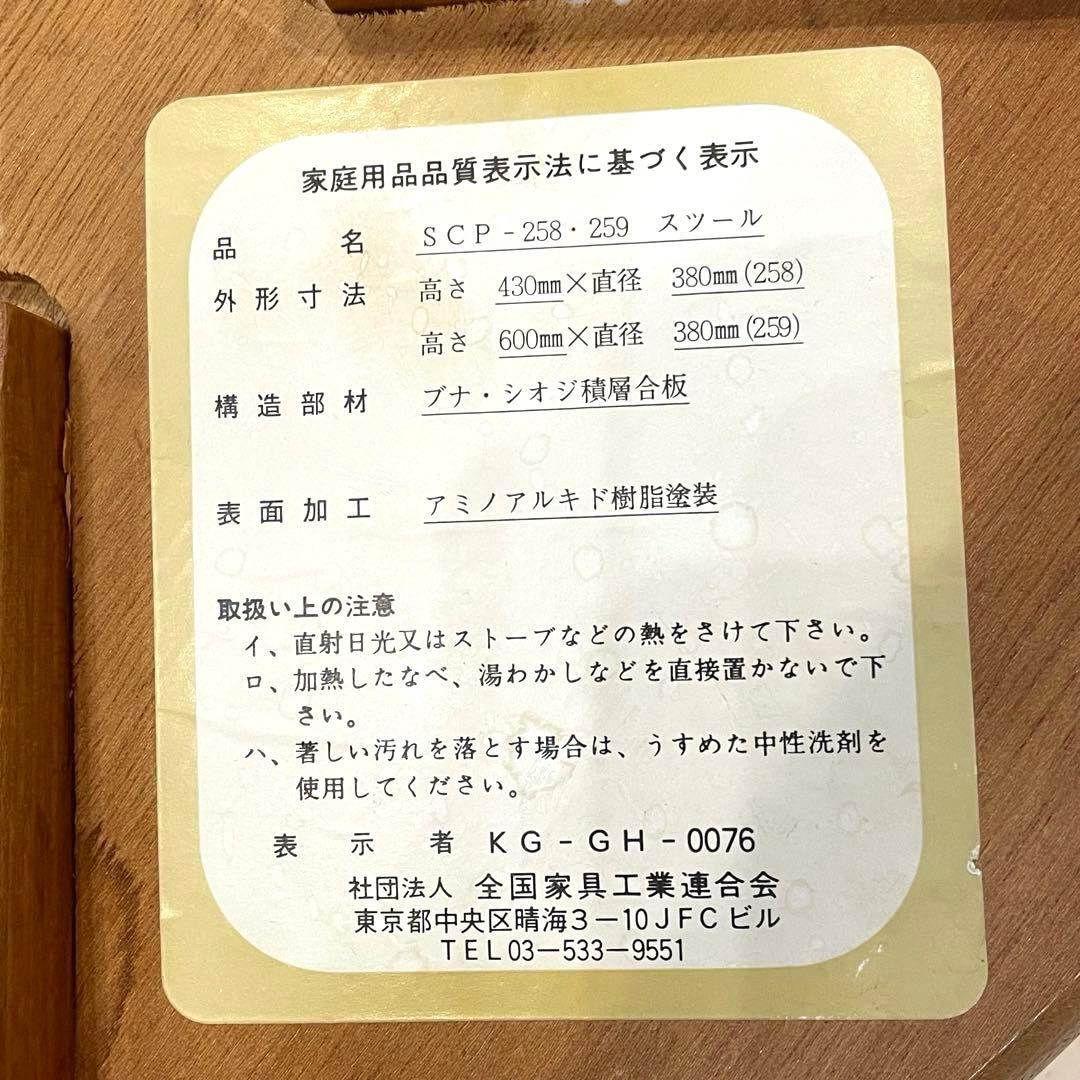 家庭用品品質表示法に基づく表示
品名 SCP-258・259 スツール
外形寸法 高さ 430㎜×直径 380㎜(258)
高さ 600㎜×直径 380㎜(259)
構造部材 ブナ・シオジ積層合板
表面加工 アミノアルキド樹脂塗装
取扱い上の注意
イ、直射日光又はストーブなどの熱をさけて下さい。
ロ、加熱したなべ、湯わかしなどを直接置かないで下
さい。
ハ、著しい汚れを落とす場合は、うすめた中性洗剤を
使用してください。
表示者 KG-GH-0076
社団法人 全国家具工業連合会
東京都中央区晴海3-10JFCビル
TEL03-533-9551